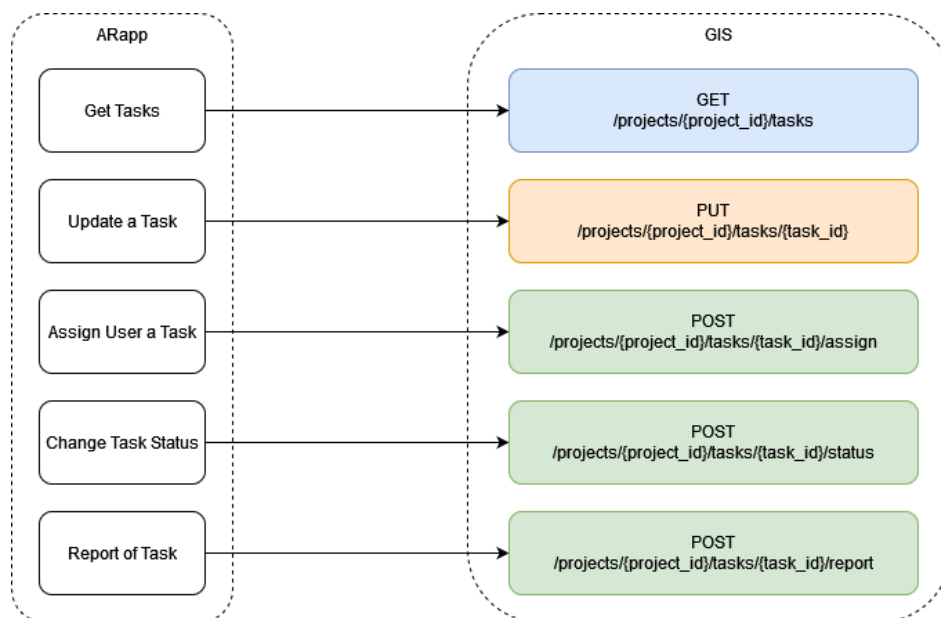 ARapp
GIS
Get Tasks
GET
/projects/{project_id}/tasks
Update a Task
PUT
/projects/{project_id}/tasks/{task_id}
Assign User a Task
POST
/projects/{project_id}/tasks/{task_id}/assign
Change Task Status
POST
/projects/{project_id}/tasks/{task_id}/status
Report of Task
POST
/projects/{project_id}/tasks/{task_id}/report